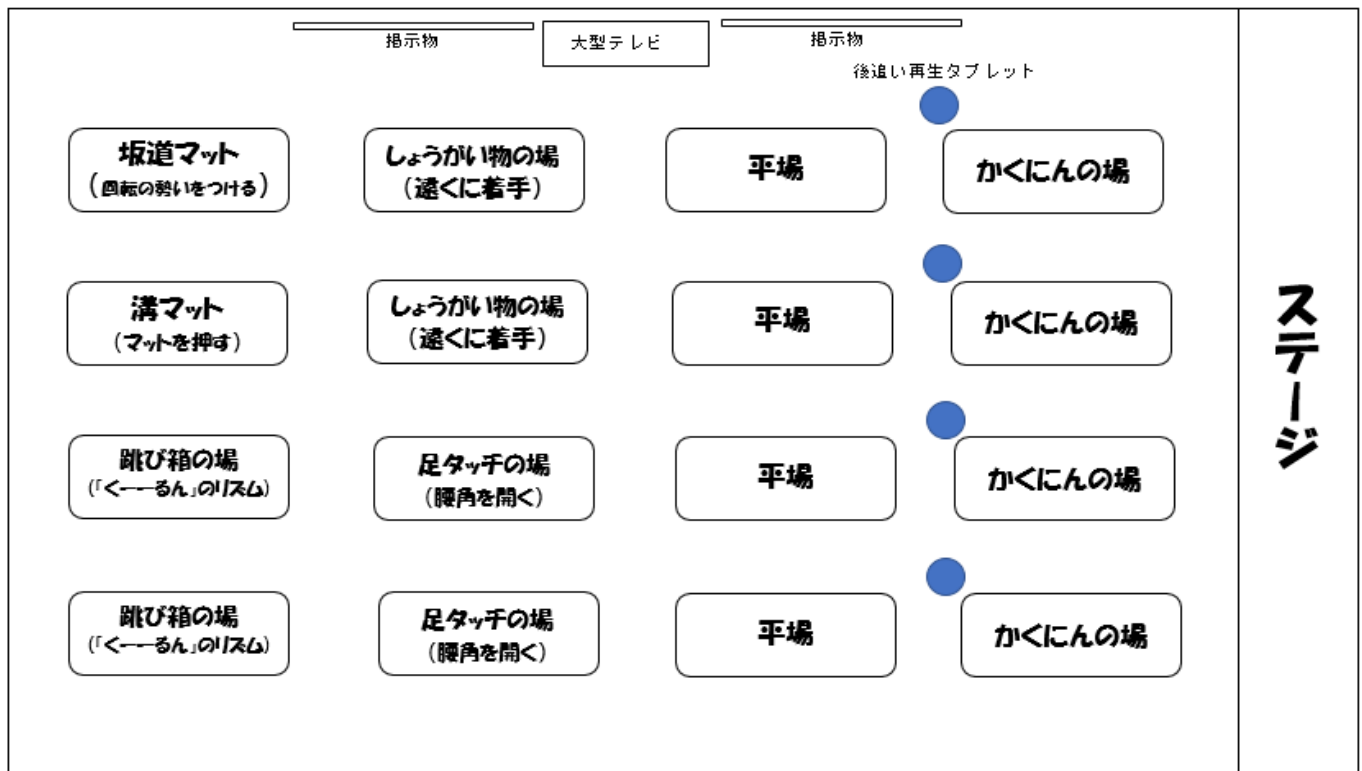 掲示物
大型テレビ
掲示物
後追い再生タブレット
坂道マット
(回転の勢いをつける)
しょうがい物の場
(遠くに着手)
平場
かくにんの場
溝マット
(マットを押す)
しょうがい物の場
(遠くに着手)
平場
かくにんの場
跳び箱の場
(「くーーるん」のリズム)
足タッチの場
(腰角を開く)
平場
かくにんの場
跳び箱の場
(「くーーるん」のリズム)
足タッチの場
(腰角を開く)
平場
かくにんの場
ステージ